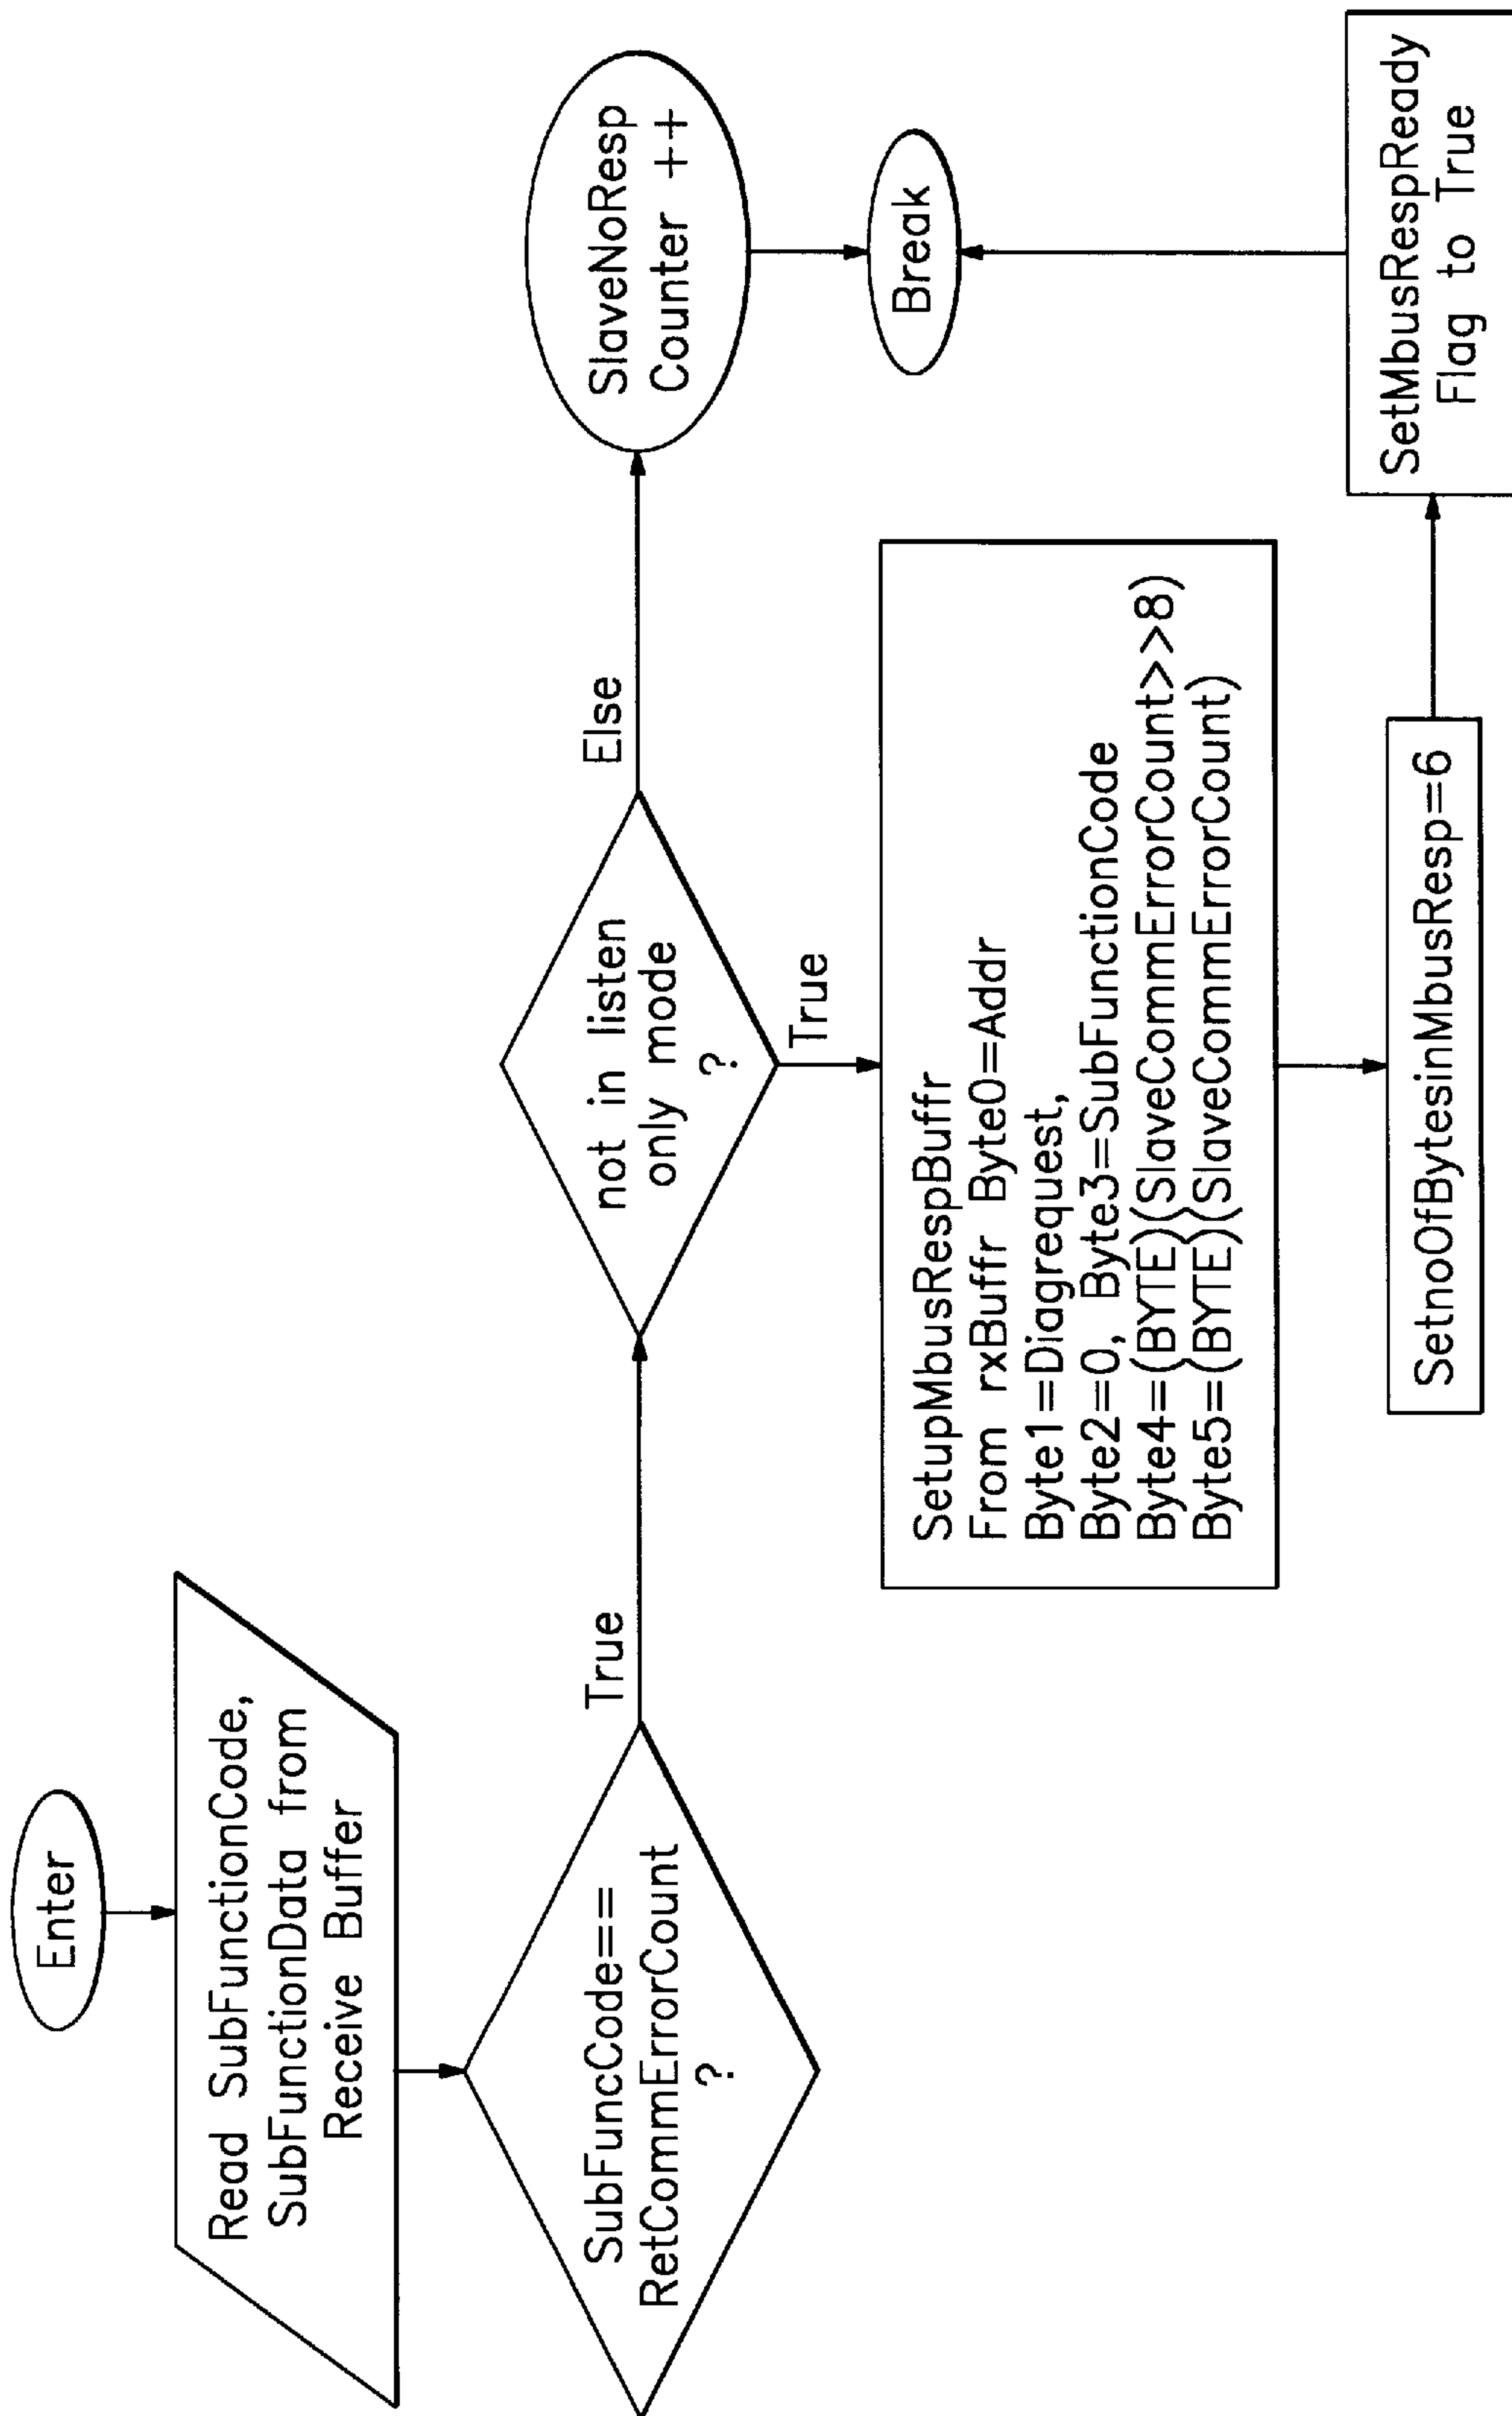 Enter
Read SubFunctionCode,
SubFunctionData from
Receive Buffer
SubFuncCode==
RetCommErrorCount
?
True
not in listen
only mode
?
Else
SlaveNoResp
Counter ++
True
Break
SetupMbusRespBuffr
From rxBuffr Byte0=Addr
Byte1=Diagrequest,
Byte2=0, Byte3=SubFunctionCode
Byte4=(BYTE)(SlaveCommErrorCount>>8)
Byte5=(BYTE)(SlaveCommErrorCount)
SetnoOfBytesinMbusResp=6
SetMbusRespReady
Flag to True